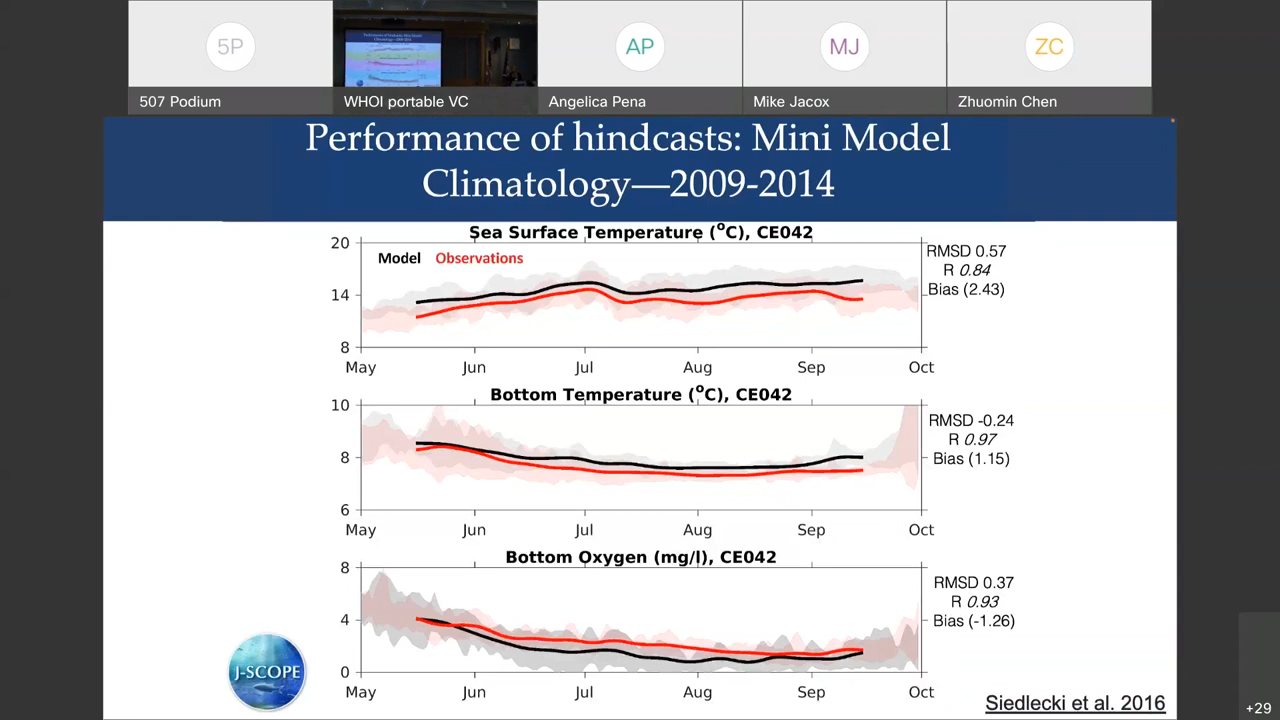 5P
AP
MJ
ZC
507 Podium
WHOI portable VC
Angelica Pena
Mike Jacox
Zhuomin Chen
Performance of hindcasts: Mini Model
Climatology—2009-2014
Sea Surface Temperature (°C), CE042
20
14
8
Model Observations
RMSD 0.57
R 0.84
Bias (2.43)
May Jun Jul Aug Sep Oct
Bottom Temperature (°C), CE042
10
8
6
RMSD -0.24
R 0.97
Bias (1.15)
May Jun Jul Aug Sep Oct
Bottom Oxygen (mg/l), CE042
8
4
0
RMSD 0.37
R 0.93
Bias (-1.26)
May Jun Jul Aug Sep Oct
J-SCOPE
Siedlecki et al. 2016
+29